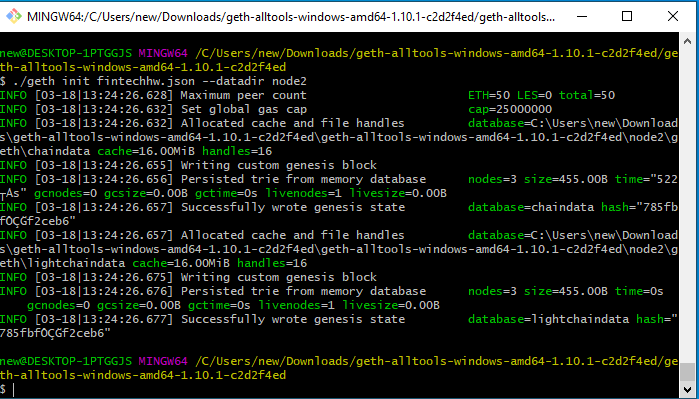 MINGW64:/C/Users/new/Downloads/geth-alltools-windows-amd64-1.10.1-c2d2f4ed/geth-alltools...
new@DESKTOP-1PTGGJS MINGW64 /C/Users/new/Downloads/geth-alltools-windows-amd64-1.10.1-c2d2f4ed/ge
th-alltools-windows-amd64-1.10.1-c2d2f4ed
$ ./geth init fintechhw.json --datadir node2
INFO [03-18|13:24:26.628] Maximum peer count ETH=50 LES=0 total=50
INFO [03-18|13:24:26.632] Set global gas cap cap=25000000
INFO [03-18|13:24:26.632] Allocated cache and file handles database=C:\Users\new\Download
s\geth-alltools-windows-amd64-1.10.1-c2d2f4ed\geth-alltools-windows-amd64-1.10.1-c2d2f4ed\node2\g
eth\chaindata cache=16.00MiB handles=16
INFO [03-18|13:24:26.655] Writing custom genesis block
INFO [03-18|13:24:26.656] Persisted trie from memory database nodes=3 size=455.00B time="522
┬Às" gcnodes=0 gcsize=0.00B gctime=0s livenodes=1 livesize=0.00B
INFO [03-18|13:24:26.657] Successfully wrote genesis state database=chaindata hash="785fb
fÔÇGf2ceb6"
INFO [03-18|13:24:26.657] Allocated cache and file handles database=C:\Users\new\Download
s\geth-alltools-windows-amd64-1.10.1-c2d2f4ed\geth-alltools-windows-amd64-1.10.1-c2d2f4ed\node2\g
eth\lightchaindata cache=16.00MiB handles=16
INFO [03-18|13:24:26.675] Writing custom genesis block
INFO [03-18|13:24:26.676] Persisted trie from memory database nodes=3 size=455.00B time=0s
gcnodes=0 gcsize=0.00B gctime=0s livenodes=1 livesize=0.00B
INFO [03-18|13:24:26.677] Successfully wrote genesis state database=lightchaindata hash="
785fbfÔÇGf2ceb6"
new@DESKTOP-1PTGGJS MINGW64 /C/Users/new/Downloads/geth-alltools-windows-amd64-1.10.1-c2d2f4ed/ge
th-alltools-windows-amd64-1.10.1-c2d2f4ed
$